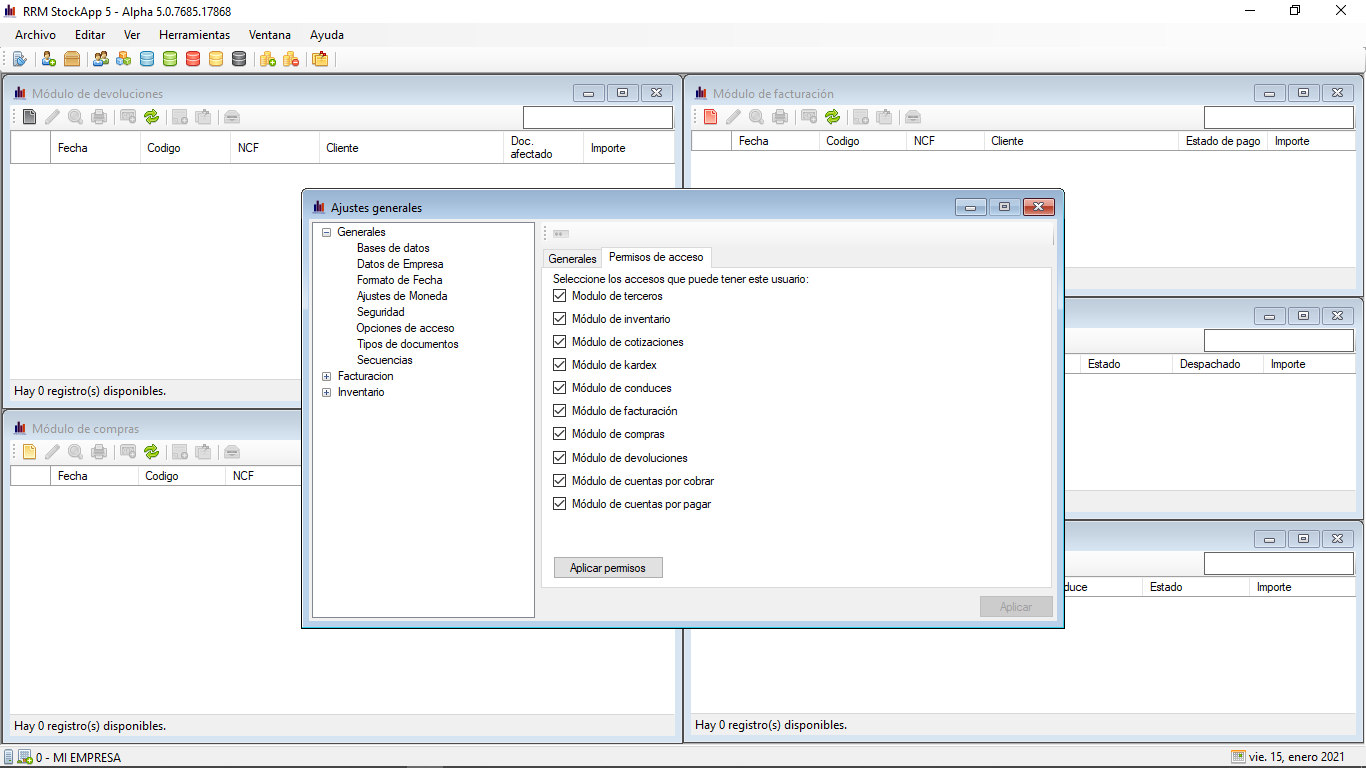 RRM StockApp 5 - Alpha 5.0.7685.17868
Archivo Editar Ver Herramientas Ventana Ayuda
Módulo de devoluciones
Fecha Codigo NCF Cliente Doc. afectado Importe
Hay 0 registro(s) disponibles.
Módulo de facturación
Fecha Codigo NCF Cliente Estado de pago Importe
Estado Despachado Importe
Módulo de compras
Fecha Codigo NCF
Hay 0 registro(s) disponibles.
duce Estado Importe
Hay 0 registro(s) disponibles.
Ajustes generales
Generales
Bases de datos
Datos de Empresa
Formato de Fecha
Ajustes de Moneda
Seguridad
Opciones de acceso
Tipos de documentos
Secuencias
Facturacion
Inventario
Generales Permisos de acceso
Seleccione los accesos que puede tener este usuario:
Modulo de terceros
Módulo de inventario
Módulo de cotizaciones
Módulo de kardex
Módulo de conduces
Módulo de facturación
Módulo de compras
Módulo de devoluciones
Módulo de cuentas por cobrar
Módulo de cuentas por pagar
Aplicar permisos
Aplicar
0 - MI EMPRESA
vie. 15, enero 2021